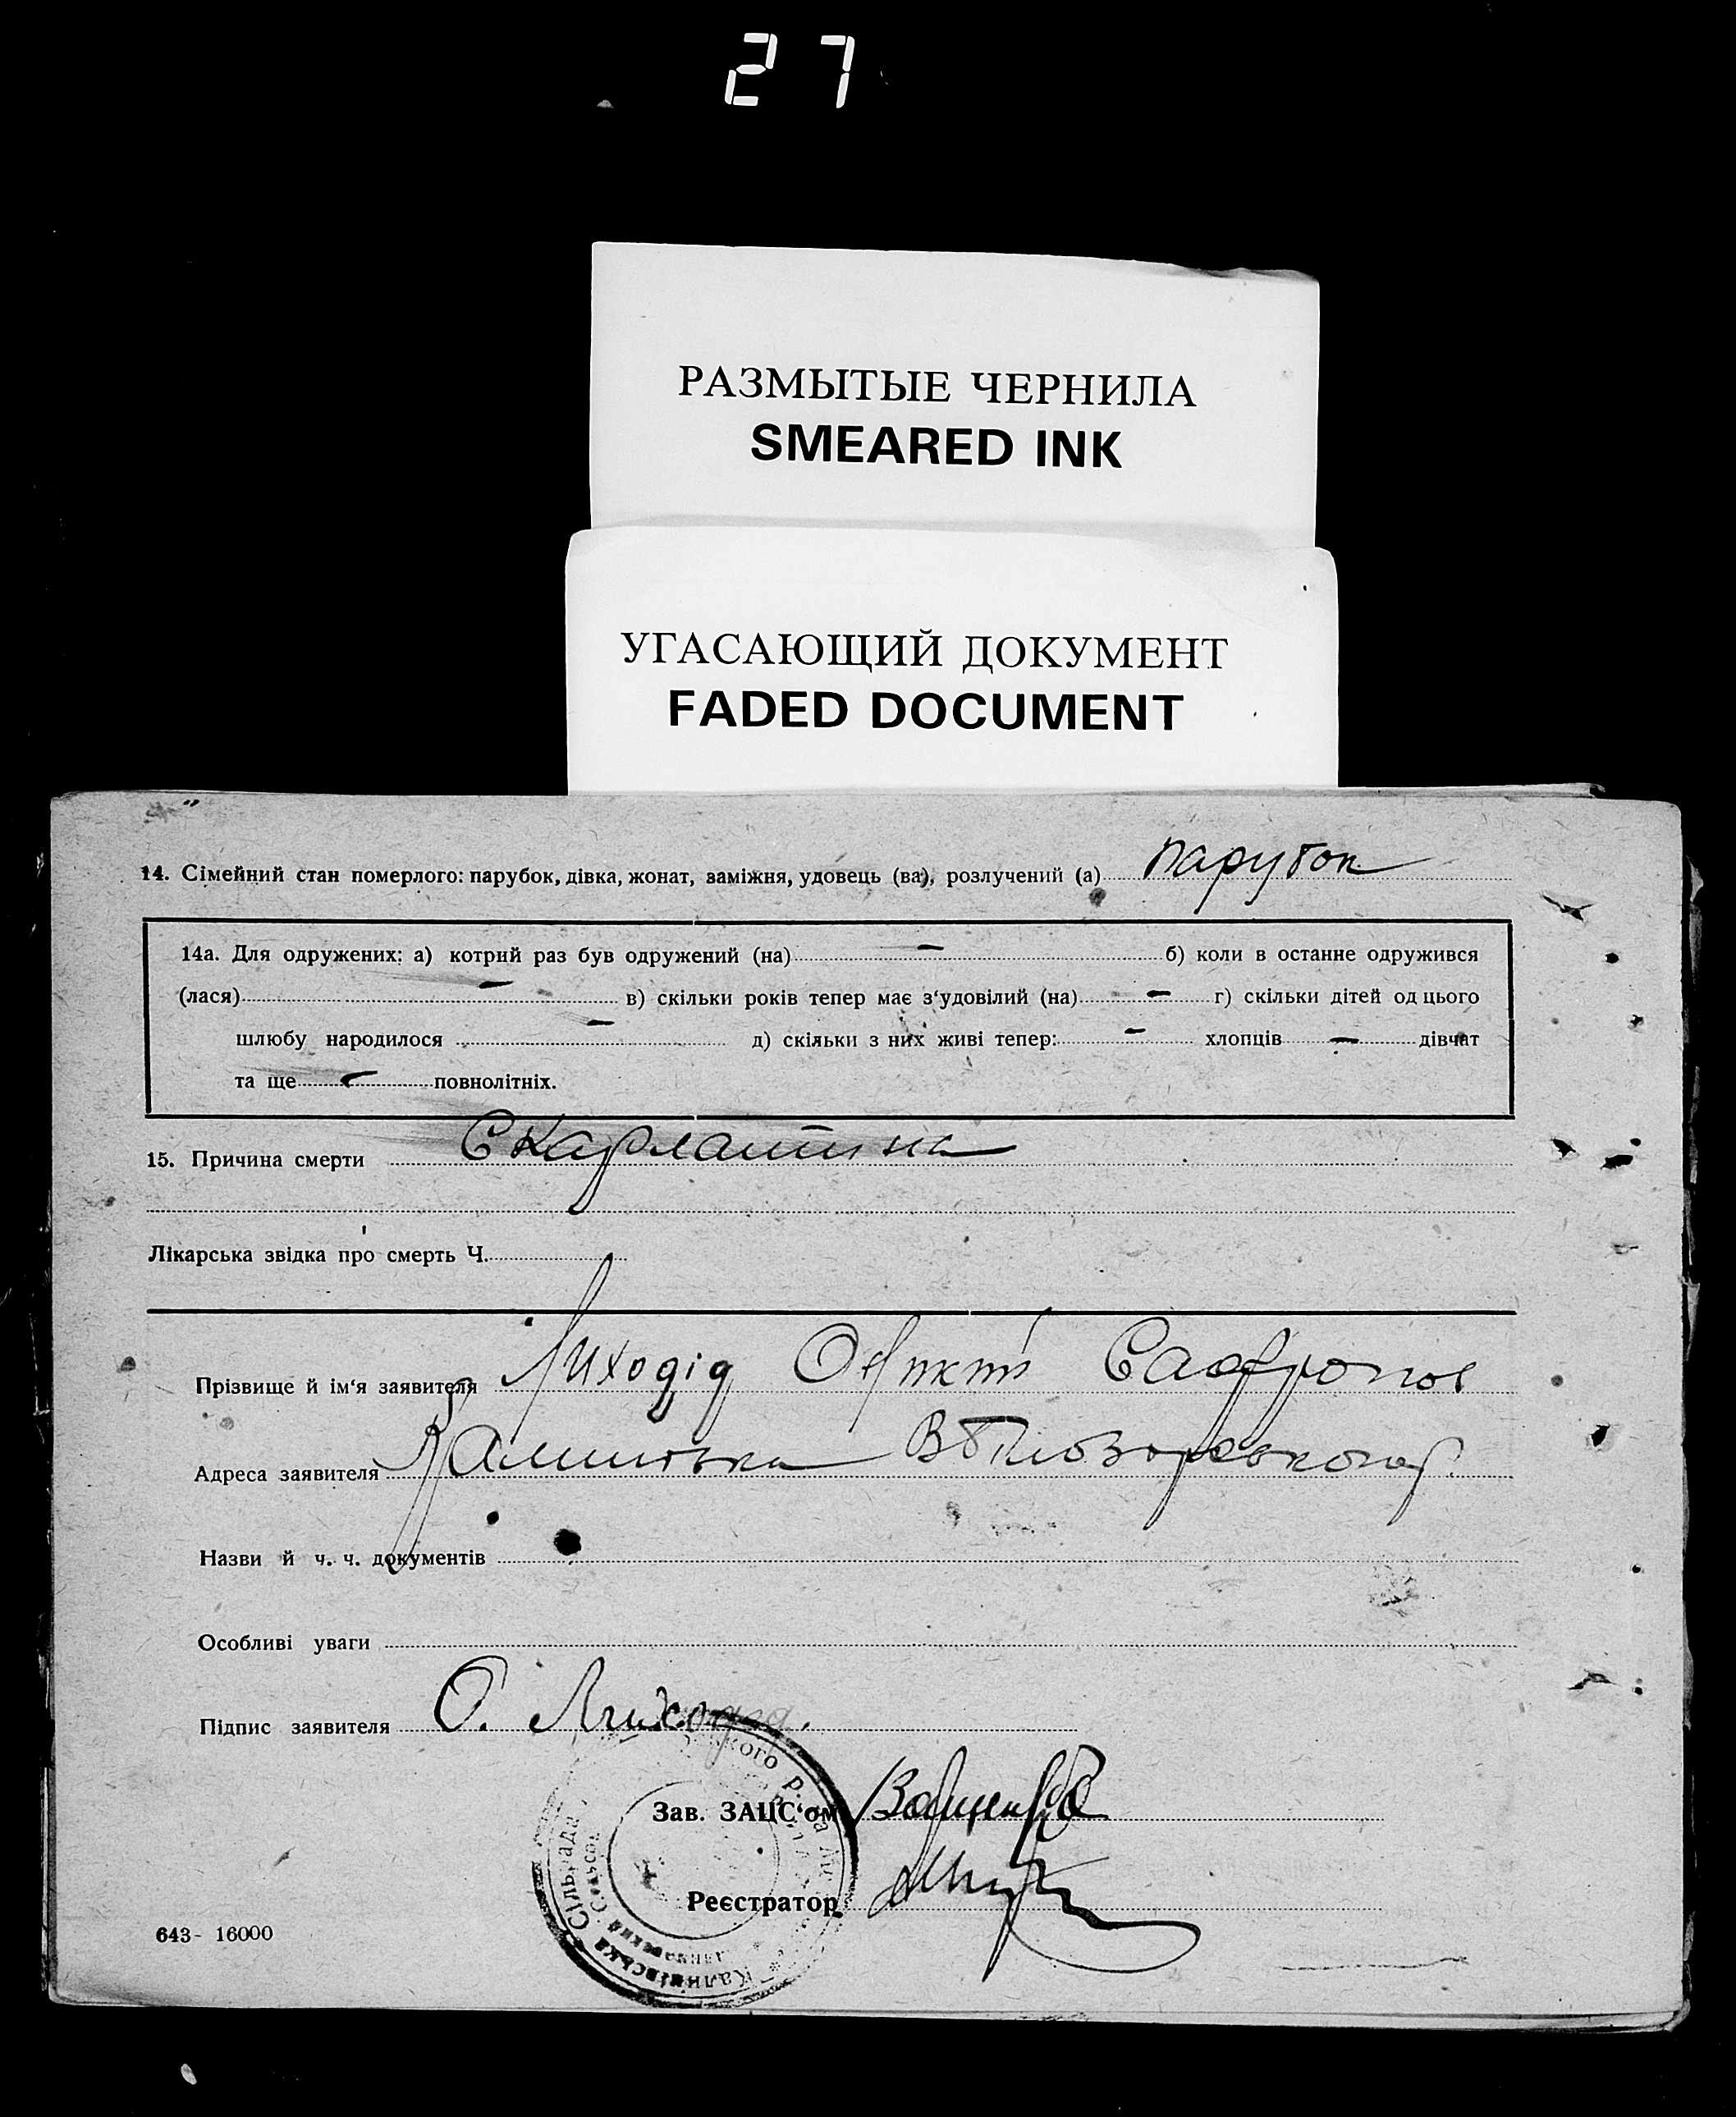 27
РАЗМЫТЫЕ ЧЕРНИЛА
SMEARED INK
УГАСАЮЩИЙ ДОКУМЕНТ
FADED DOCUMENT
14. Сімейний стан померлого: парубок, дівка, жонат, заміжня, удовець (ва), розлучений (а) парубок
14а. Для одружених: а) котрий раз був одружений (на) — б) коли в останне одружився
(лася) — в) скільки років тепер має з‘удовілий (на) — г) скільки дітей од цього
шлюбу народилося — д) скільки з них живі тепер: — хлопців — дівчат
та ще — повнолітніх.
15. Причина смерти Скарлатина
Лікарська звідка про смерть Ч.
Прізвище й ім‘я заявителя Лиходід
Адреса заявителя
Назви й ч. ч. документів
Особливі уваги
Підпис заявителя О. Лиходід.
Зав. ЗАЦС‘ом
Реєстратор
Калинівська Сільрада
643- 16000